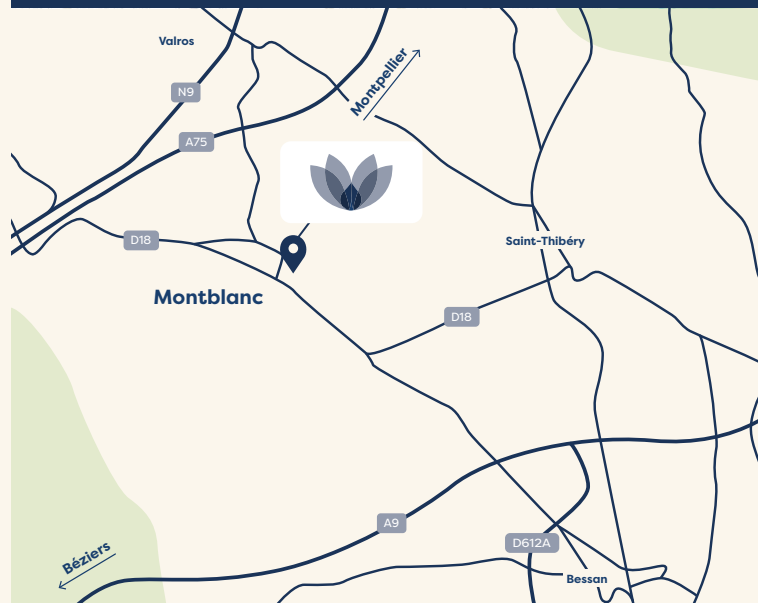 Valros
Montpellier
N9
A75
D18
Saint-Thibéry
Montblanc
D18
A9
D612A
Béziers
Bessan